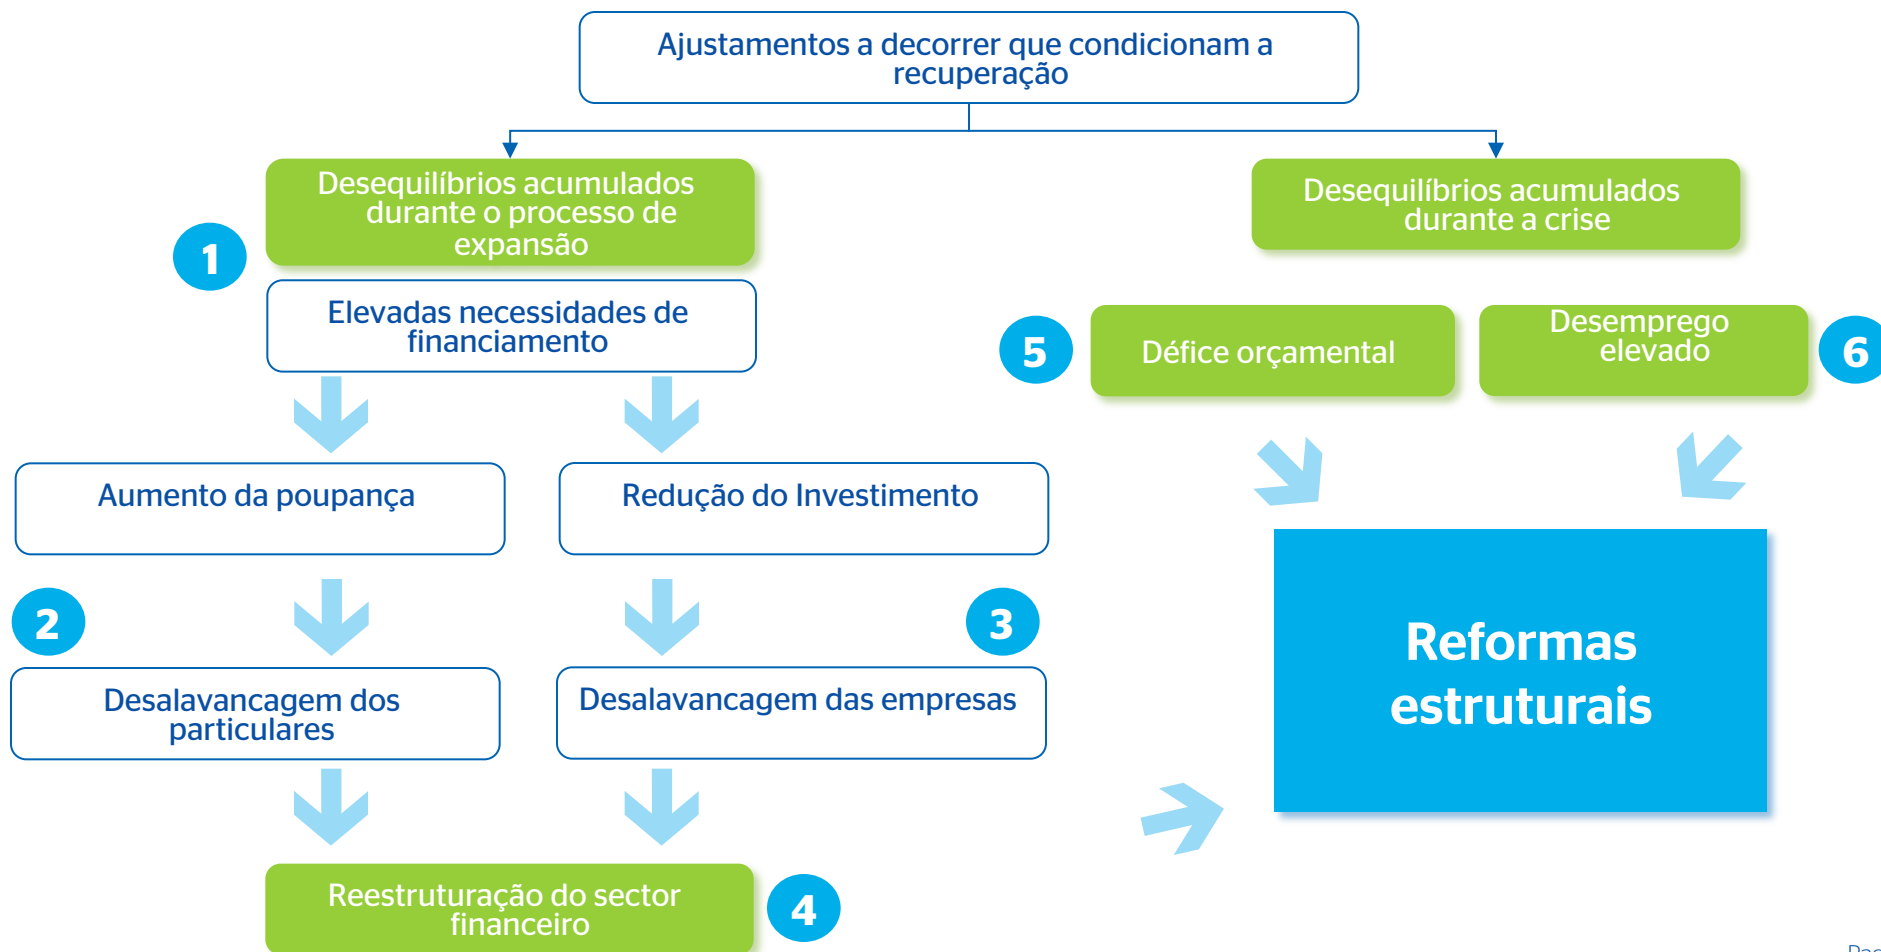 Ajustamentos a decorrer que condicionam a
recuperação
Desequilíbrios acumulados
durante o processo de
expansão
Desequilíbrios acumulados
durante a crise
1
Elevadas necessidades de
financiamento
5
Défice orçamental
Desemprego
elevado
6
Aumento da poupança
Redução do Investimento
2
3
Desalavancagem dos
particulares
Desalavancagem das empresas
Reformas
estruturais
Reestruturação do sector
financeiro
4